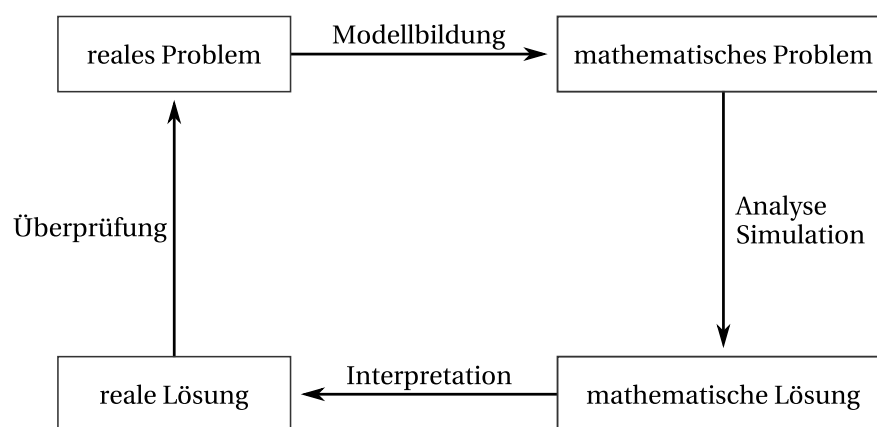 reales Problem
Modellbildung
mathematisches Problem
Überprüfung
Analyse
Simulation
reale Lösung
Interpretation
mathematische Lösung